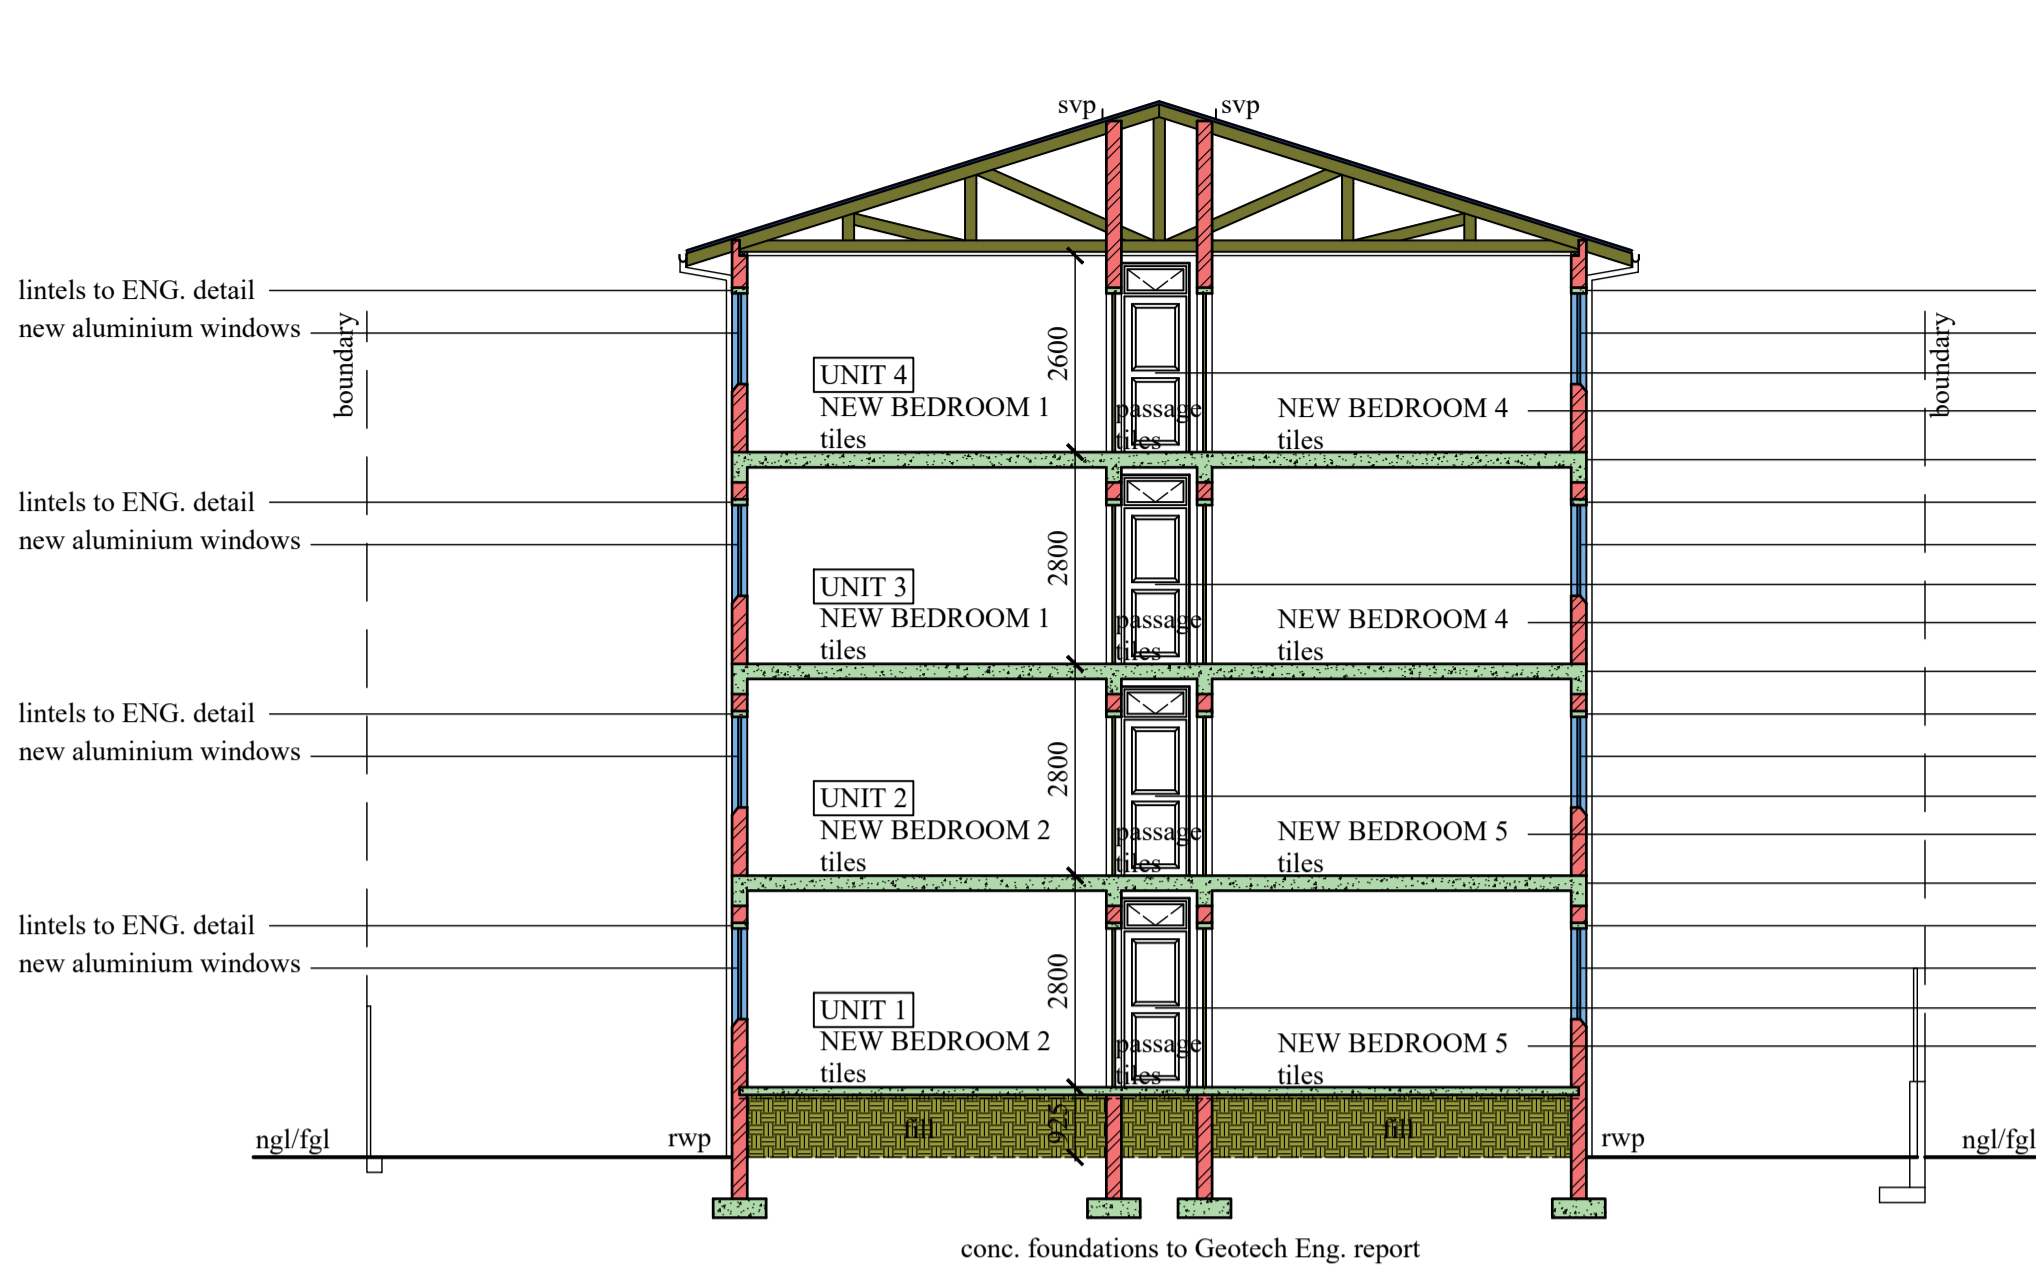 svp
svp
lintels to ENG. detail
new aluminium windows
boundary
boundary
2600
UNIT 4
NEW BEDROOM 1
tiles
passage
tiles
NEW BEDROOM 4
tiles
lintels to ENG. detail
new aluminium windows
2800
UNIT 3
NEW BEDROOM 1
tiles
passage
tiles
NEW BEDROOM 4
tiles
lintels to ENG. detail
new aluminium windows
2800
UNIT 2
NEW BEDROOM 2
tiles
passage
tiles
NEW BEDROOM 5
tiles
lintels to ENG. detail
new aluminium windows
2800
UNIT 1
NEW BEDROOM 2
tiles
passage
tiles
NEW BEDROOM 5
tiles
ngl/fgl
rwp
fill
925
fill
rwp
ngl/fgl
conc. foundations to Geotech Eng. report